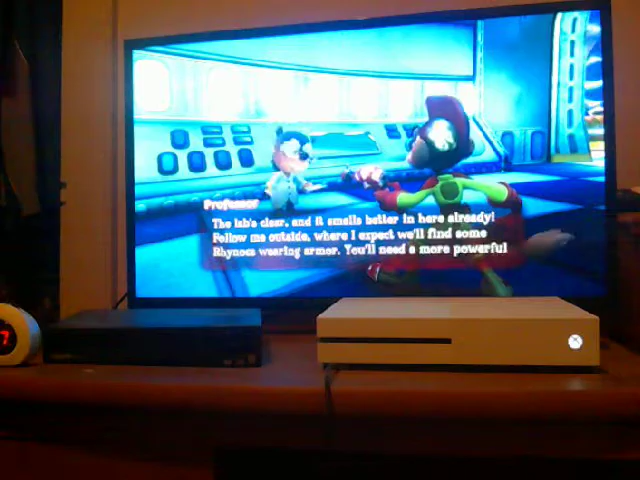 Professor
The lab's clear, and it smells better in here already!
Follow me outside, where I expect we'll find some
Rhynocs wearing armor. You'll need a more powerful
7